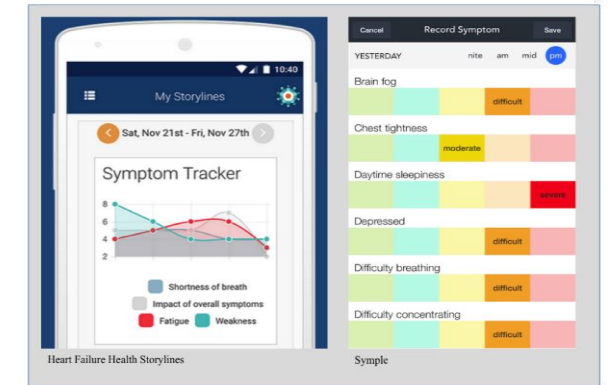 10:40
My Storylines
Sat, Nov 21st - Fri, Nov 27th
Symptom Tracker
8
6
4
2
Shortness of breath
Impact of overall symptoms
Fatigue Weakness
Heart Failure Health Storylines
Cancel Record Symptom Save
YESTERDAY nite am mid pm
Brain fog
difficult
Chest tightness
moderate
Daytime sleepiness
severe
Depressed
difficult
Difficulty breathing
difficult
Difficulty concentrating
difficult
Symple